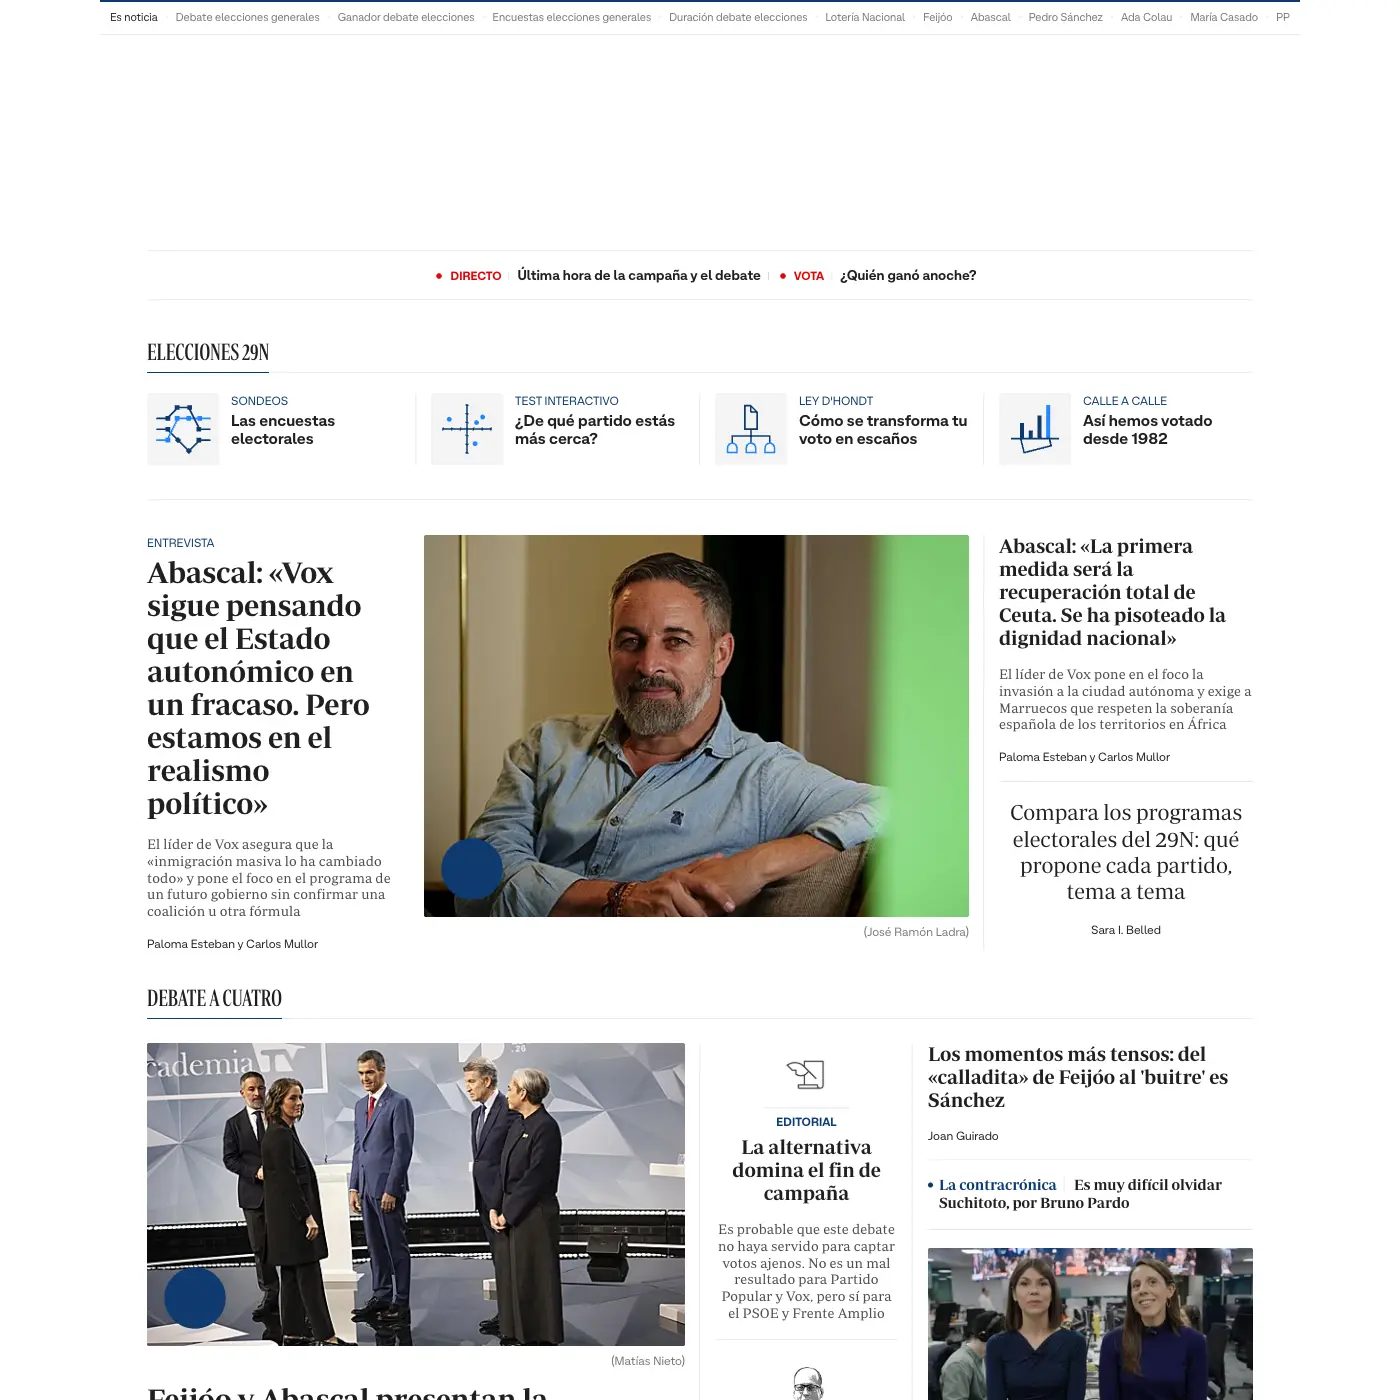 Es noticia
Debate elecciones generales
Ganador debate elecciones
Encuestas elecciones generales
Duración debate elecciones
Lotería Nacional
Feijóo
Abascal
Pedro Sánchez
Ada Colau
María Casado
PP
DIRECTO Última hora de la campaña y el debate
VOTA ¿Quién ganó anoche?
ELECCIONES 29N
SONDEOS
Las encuestas
electorales
TEST INTERACTIVO
¿De qué partido estás
más cerca?
LEY D'HONDT
Cómo se transforma tu
voto en escaños
CALLE A CALLE
Así hemos votado
desde 1982
ENTREVISTA
Abascal: «Vox
sigue pensando
que el Estado
autonómico en
un fracaso. Pero
estamos en el
realismo
político»
El líder de Vox asegura que la
«inmigración masiva lo ha cambiado
todo» y pone el foco en el programa de
un futuro gobierno sin confirmar una
coalición u otra fórmula
Paloma Esteban y Carlos Mullor
(José Ramón Ladra)
Abascal: «La primera
medida será la
recuperación total de
Ceuta. Se ha pisoteado la
dignidad nacional»
El líder de Vox pone en el foco la
invasión a la ciudad autónoma y exige a
Marruecos que respeten la soberanía
española de los territorios en África
Paloma Esteban y Carlos Mullor
Compara los programas
electorales del 29N: qué
propone cada partido,
tema a tema
Sara I. Belled
DEBATE A CUATRO
cademia TV
.26
(Matías Nieto)
Feijóo y Abascal presentan la
EDITORIAL
La alternativa
domina el fin de
campaña
Es probable que este debate
no haya servido para captar
votos ajenos. No es un mal
resultado para Partido
Popular y Vox, pero sí para
el PSOE y Frente Amplio
Los momentos más tensos: del
«calladita» de Feijóo al 'buitre' es
Sánchez
Joan Guirado
La contracrónica Es muy difícil olvidar
Suchitoto, por Bruno Pardo